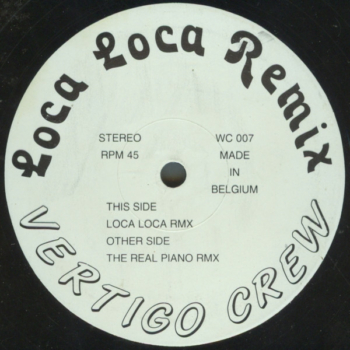 Loca Loca Remix
STEREO
RPM 45
WC 007
MADE
IN
BELGIUM
THIS SIDE
LOCA LOCA RMX
OTHER SIDE
THE REAL PIANO RMX
VERTIGO CREW